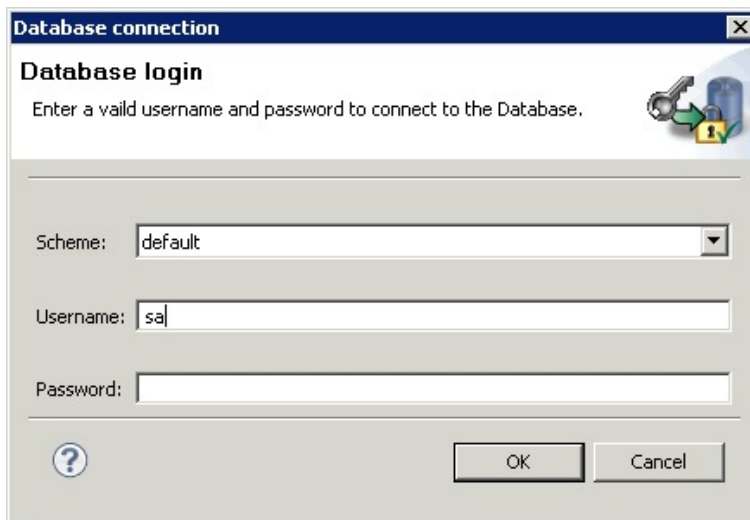 Database connection
Database login
Enter a vaild username and password to connect to the Database.
Scheme: default
Username: sa
Password:
? OK Cancel